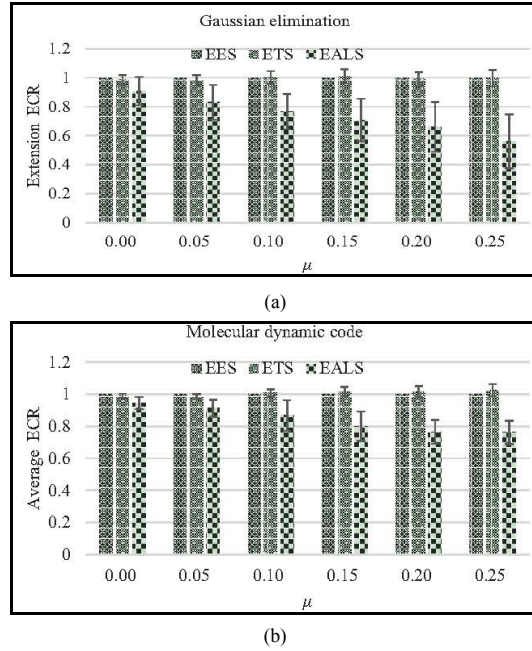 Gaussian elimination
1.2
EES ETS EALS
1
0.8
0.6
0.4
0.2
0
Extension ECR
0.00 0.05 0.10 0.15 0.20 0.25
μ
(a)
Molecular dynamic code
1.2
EES ETS EALS
1
0.8
0.6
0.4
0.2
0
Average ECR
0.00 0.05 0.10 0.15 0.20 0.25
μ
(b)